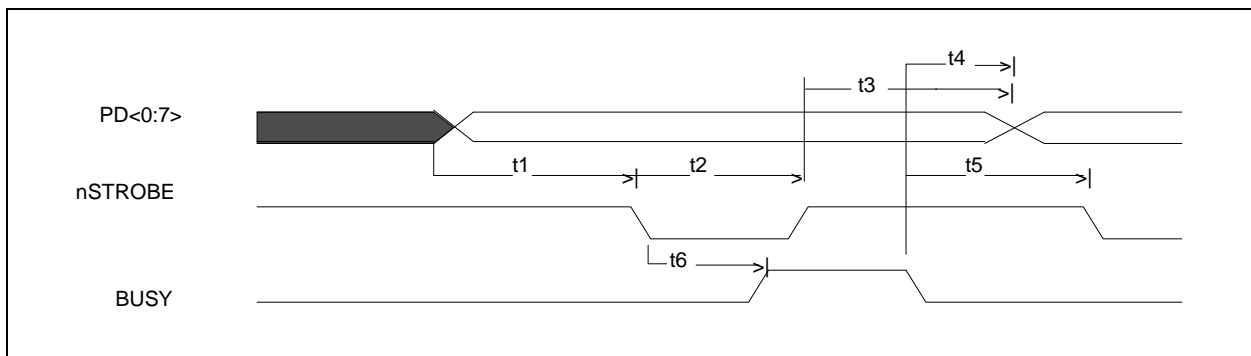 t4
t3
PD<0:7>
t1
t2
t5
nSTROBE
t6
BUSY